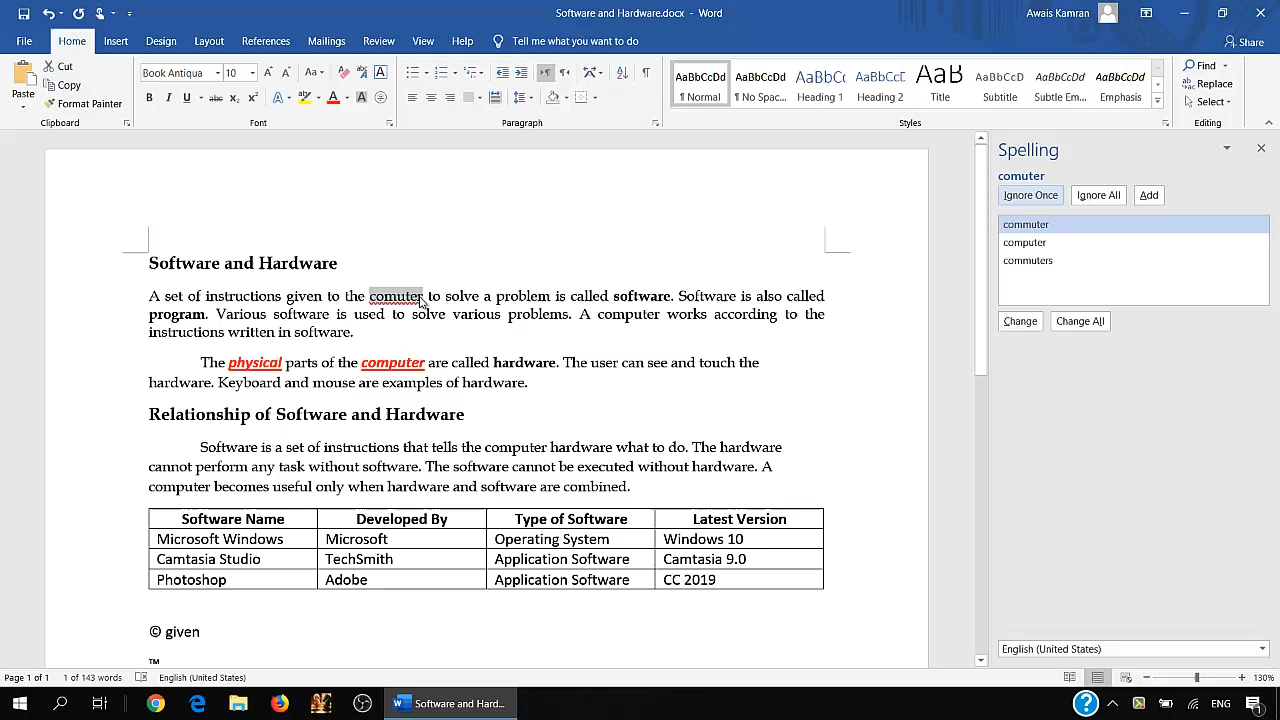 Software and Hardware.docx - Word
Awais Kamran
File Home Insert Design Layout References Mailings Review View Help Tell me what you want to do Share
Paste
Cut
Copy
Format Painter
Clipboard
Book Antiqua 10
Font
Paragraph
AaBbCcDd AaBbCcDd AaBbC AaBbCcD AaB AaBbCcD AaBbCcDd AaBbCcDd
¶ Normal ¶ No Spac... Heading 1 Heading 2 Title Subtitle Subtle Em... Emphasis
Styles
Find
Replace
Select
Editing
Software and Hardware
A set of instructions given to the comuter to solve a problem is called software. Software is also called
program. Various software is used to solve various problems. A computer works according to the
instructions written in software.
The physical parts of the computer are called hardware. The user can see and touch the
hardware. Keyboard and mouse are examples of hardware.
Relationship of Software and Hardware
Software is a set of instructions that tells the computer hardware what to do. The hardware
cannot perform any task without software. The software cannot be executed without hardware. A
computer becomes useful only when hardware and software are combined.
Software Name Developed By Type of Software Latest Version
Microsoft Windows Microsoft Operating System Windows 10
Camtasia Studio TechSmith Application Software Camtasia 9.0
Photoshop Adobe Application Software CC 2019
© given
™
Spelling
comuter
Ignore Once Ignore All Add
commuter
computer
commuters
Change Change All
English (United States)
Page 1 of 1 1 of 143 words English (United States) 130%
Software and Hard... ENG